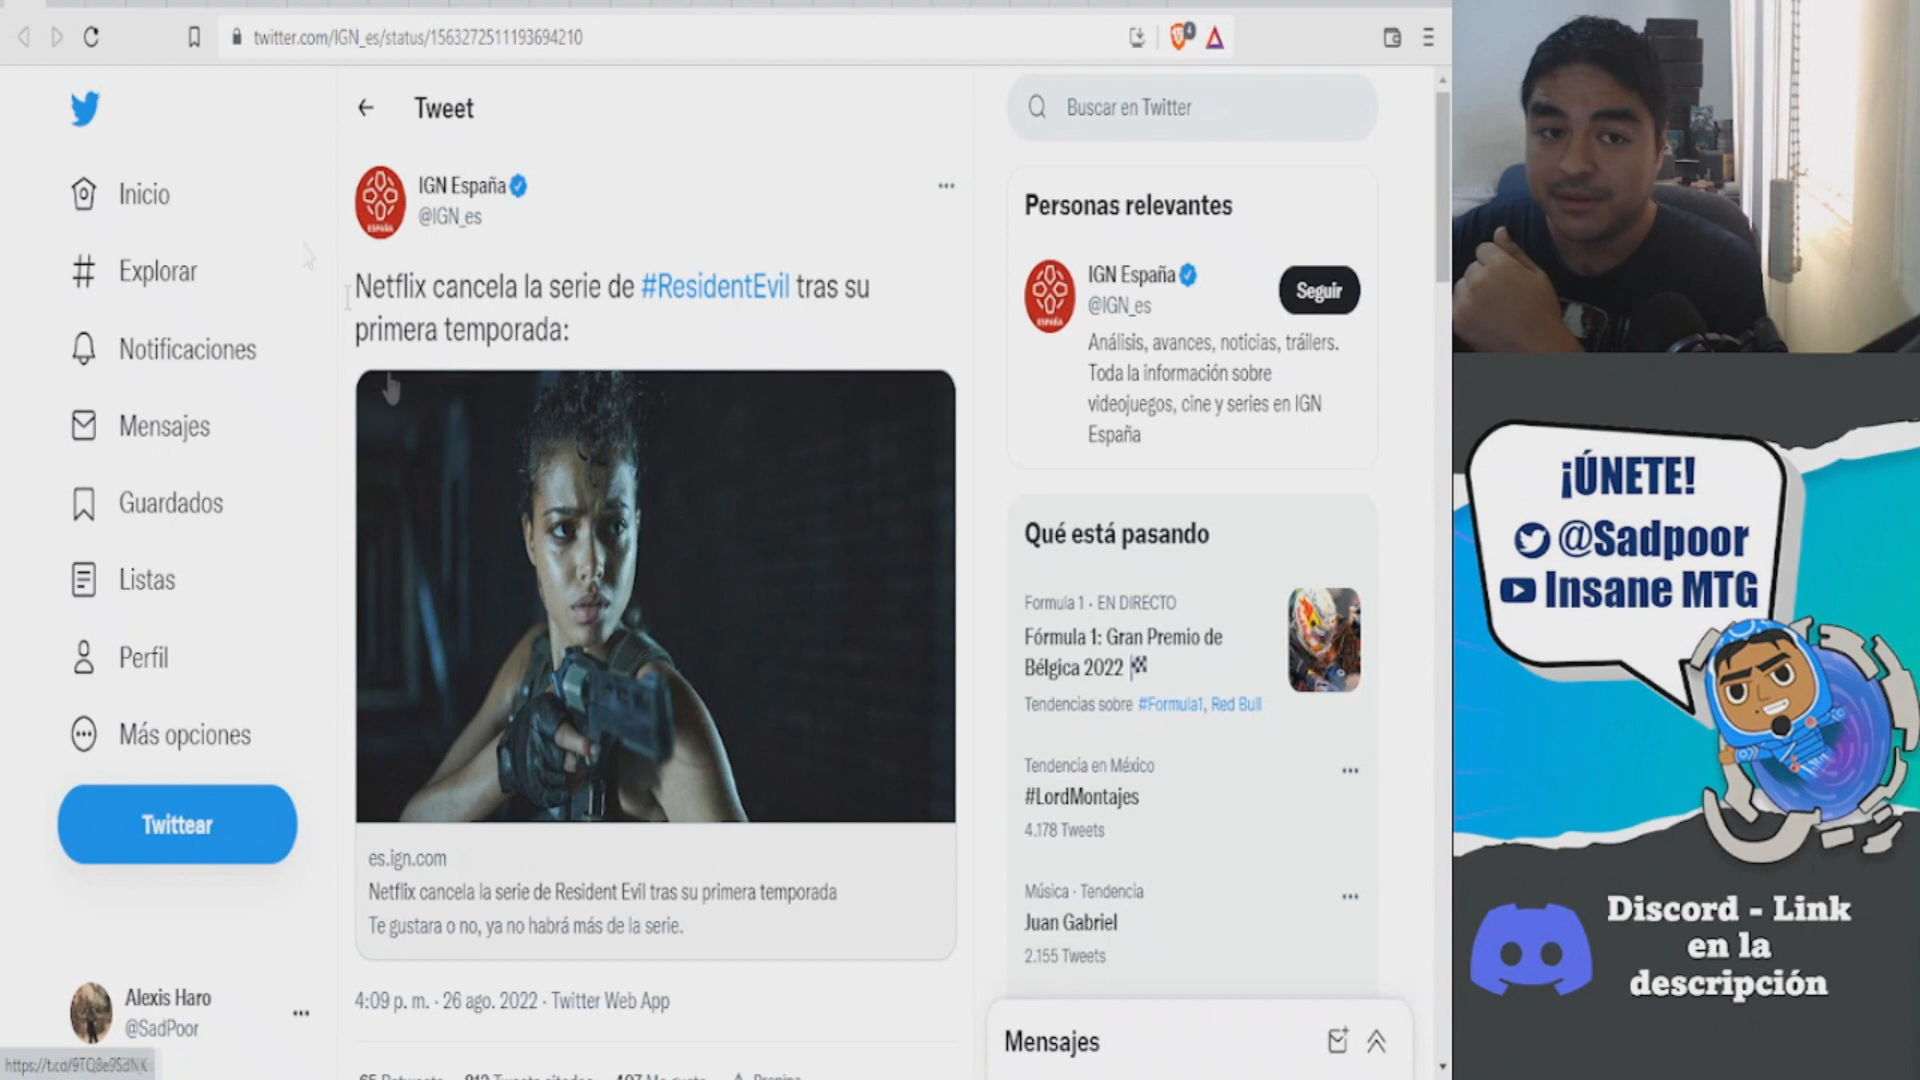 twitter.com/IGN_es/status/1563272511193694210
4
Inicio
Explorar
Notificaciones
Mensajes
Guardados
Listas
Perfil
Más opciones
Twittear
Alexis Haro
@SadPoor
Tweet
IGN España
@IGN_es
ESPAÑA
Netflix cancela la serie de #ResidentEvil tras su
primera temporada:
es.ign.com
Netflix cancela la serie de Resident Evil tras su primera temporada
Te gustara o no, ya no habrá más de la serie.
4:09 p. m. · 26 ago. 2022 · Twitter Web App
Buscar en Twitter
Personas relevantes
IGN España
@IGN_es
Seguir
ESPAÑA
Análisis, avances, noticias, tráilers.
Toda la información sobre
videojuegos, cine y series en IGN
España
Qué está pasando
Formula 1 · EN DIRECTO
Fórmula 1: Gran Premio de
Bélgica 2022
Tendencias sobre #Formula1, Red Bull
Tendencia en México
#LordMontajes
4.178 Tweets
Música · Tendencia
Juan Gabriel
2.155 Tweets
Mensajes
¡ÚNETE!
@Sadpoor
Insane MTG
Discord - Link
en la
descripción